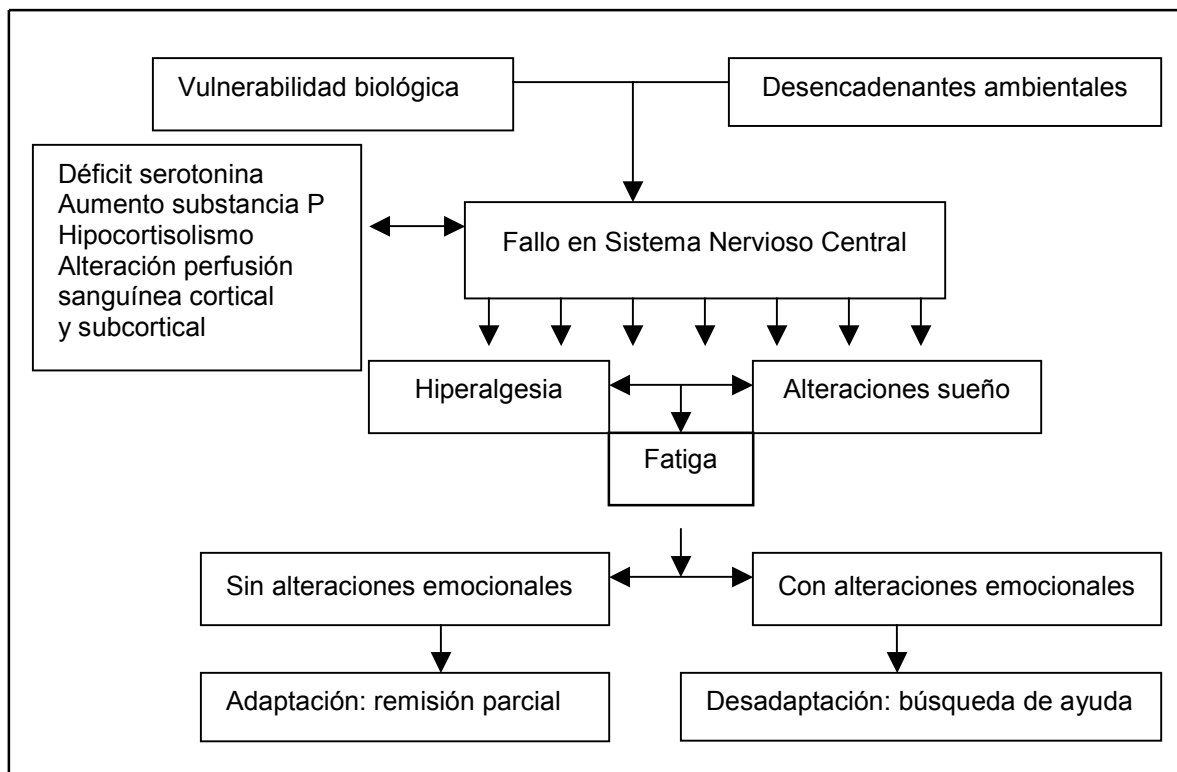 Vulnerabilidad biológica
Desencadenantes ambientales
Déficit serotonina
Aumento substancia P
Hipocortisolismo
Alteración perfusión
sanguínea cortical
y subcortical
Fallo en Sistema Nervioso Central
Hiperalgesia
Alteraciones sueño
Fatiga
Sin alteraciones emocionales
Con alteraciones emocionales
Adaptación: remisión parcial
Desadaptación: búsqueda de ayuda